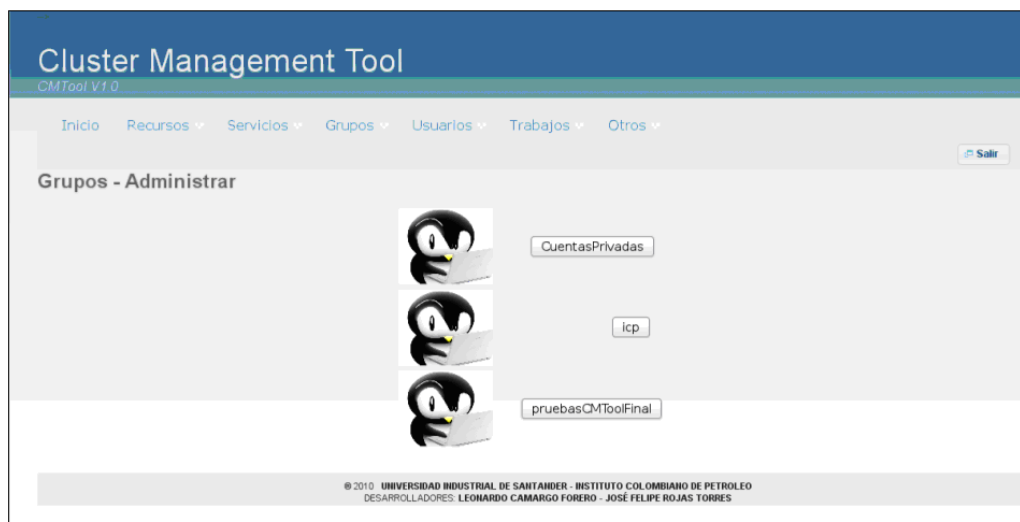 Cluster Management Tool
CMTool V1.0
Inicio Recursos Servicios Grupos Usuarios Trabajos Otros
Salir
Grupos - Administrar
CuentasPrivadas
icp
pruebasCMToolFinal
© 2010 UNIVERSIDAD INDUSTRIAL DE SANTANDER - INSTITUTO COLOMBIANO DE PETROLEO
DESARROLLADORES: LEONARDO CAMARGO FORERO - JOSÉ FELIPE ROJAS TORRES